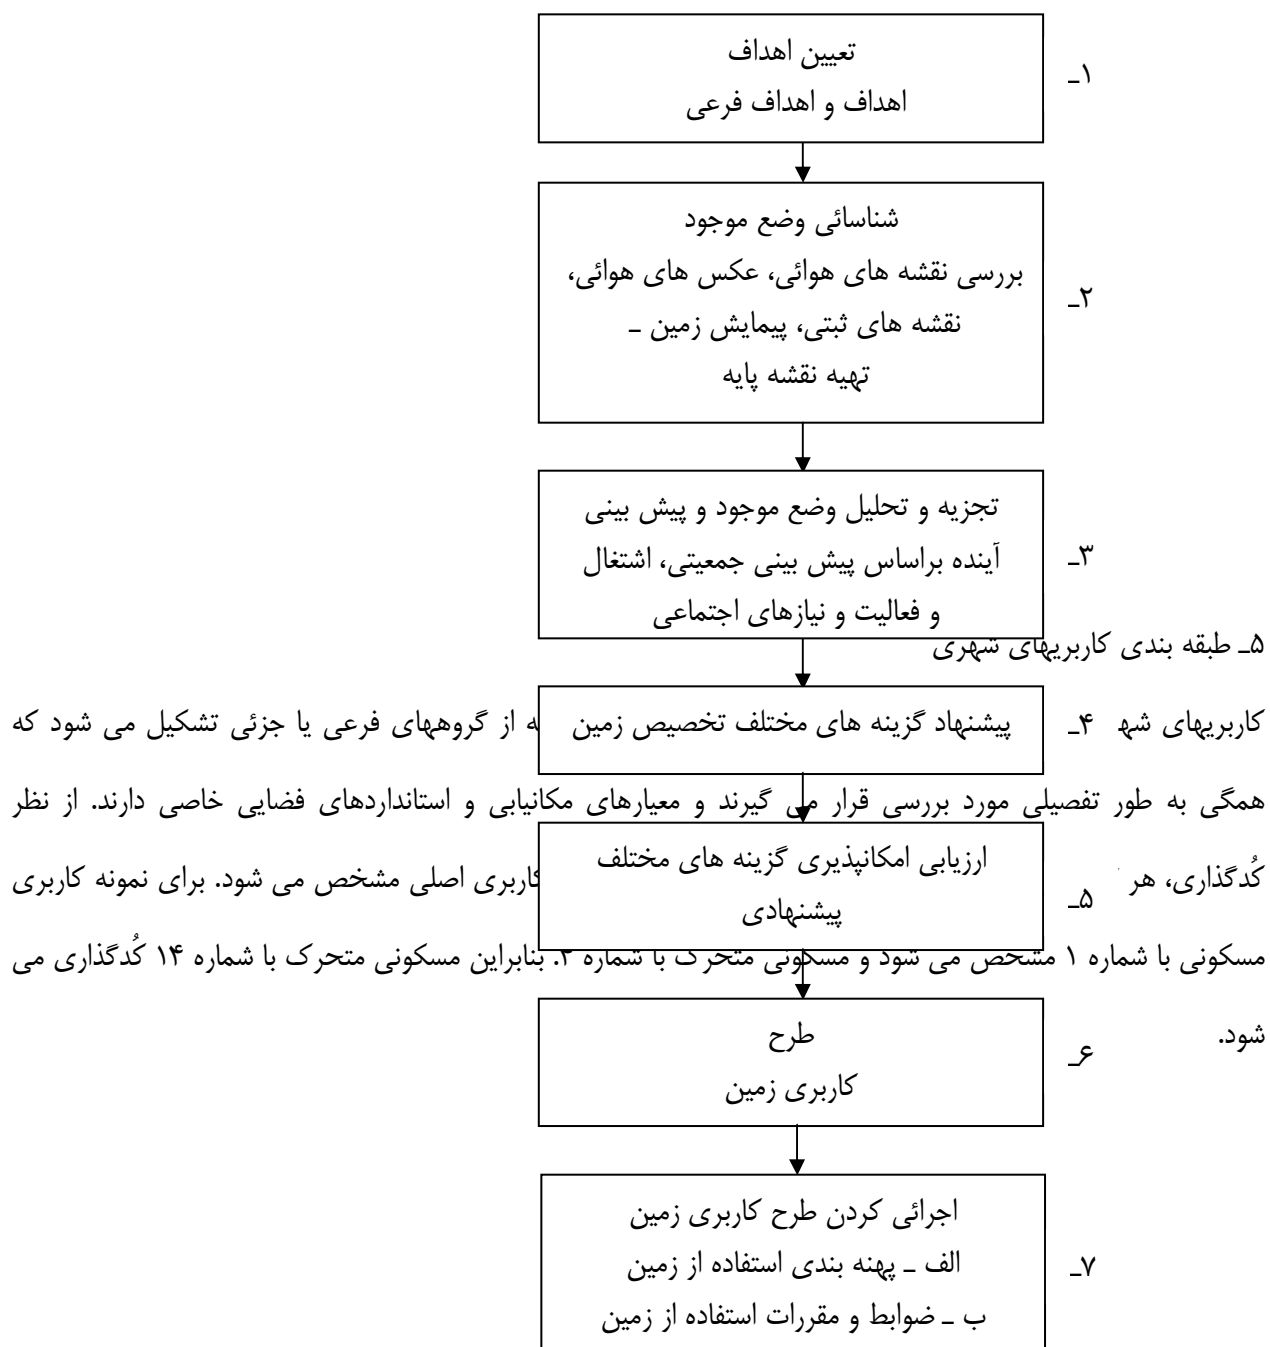 ۱ـ
تعیین اهداف
اهداف و اهداف فرعی
۲ـ
شناسائی وضع موجود
بررسی نقشه های هوائی، عکس های هوائی،
نقشه های ثبتی، پیمایش زمین ـ
تهیه نقشه پایه
۳ـ
تجزیه و تحلیل وضع موجود و پیش بینی
آینده براساس پیش بینی جمعیتی، اشتغال
و فعالیت و نیازهای اجتماعی
۵ـ طبقه بندی کاربریهای شهری
کاربریهای از گروههای فرعی یا جزئی تشکیل می شود که
۴ـ
پیشنهاد گزینه های مختلف تخصیص زمین
همگی به طور تفصیلی مورد بررسی قرار می گیرند و معیارهای مکانیابی و استانداردهای فضایی خاصی دارند. از نظر
کُدگذاری، هر کاربری اصلی مشخص می شود. برای نمونه کاربری
۵ـ
ارزیابی امکانپذیری گزینه های مختلف
پیشنهادی
مسکونی با شماره ۱ مشخص می شود و مسکونی متحرک با شماره ۴. بنابراین مسکونی متحرک با شماره ۱۴ کُدگذاری می
شود.
۶ـ
طرح
کاربری زمین
۷ـ
اجرائی کردن طرح کاربری زمین
الف ـ پهنه بندی استفاده از زمین
ب ـ ضوابط و مقررات استفاده از زمین